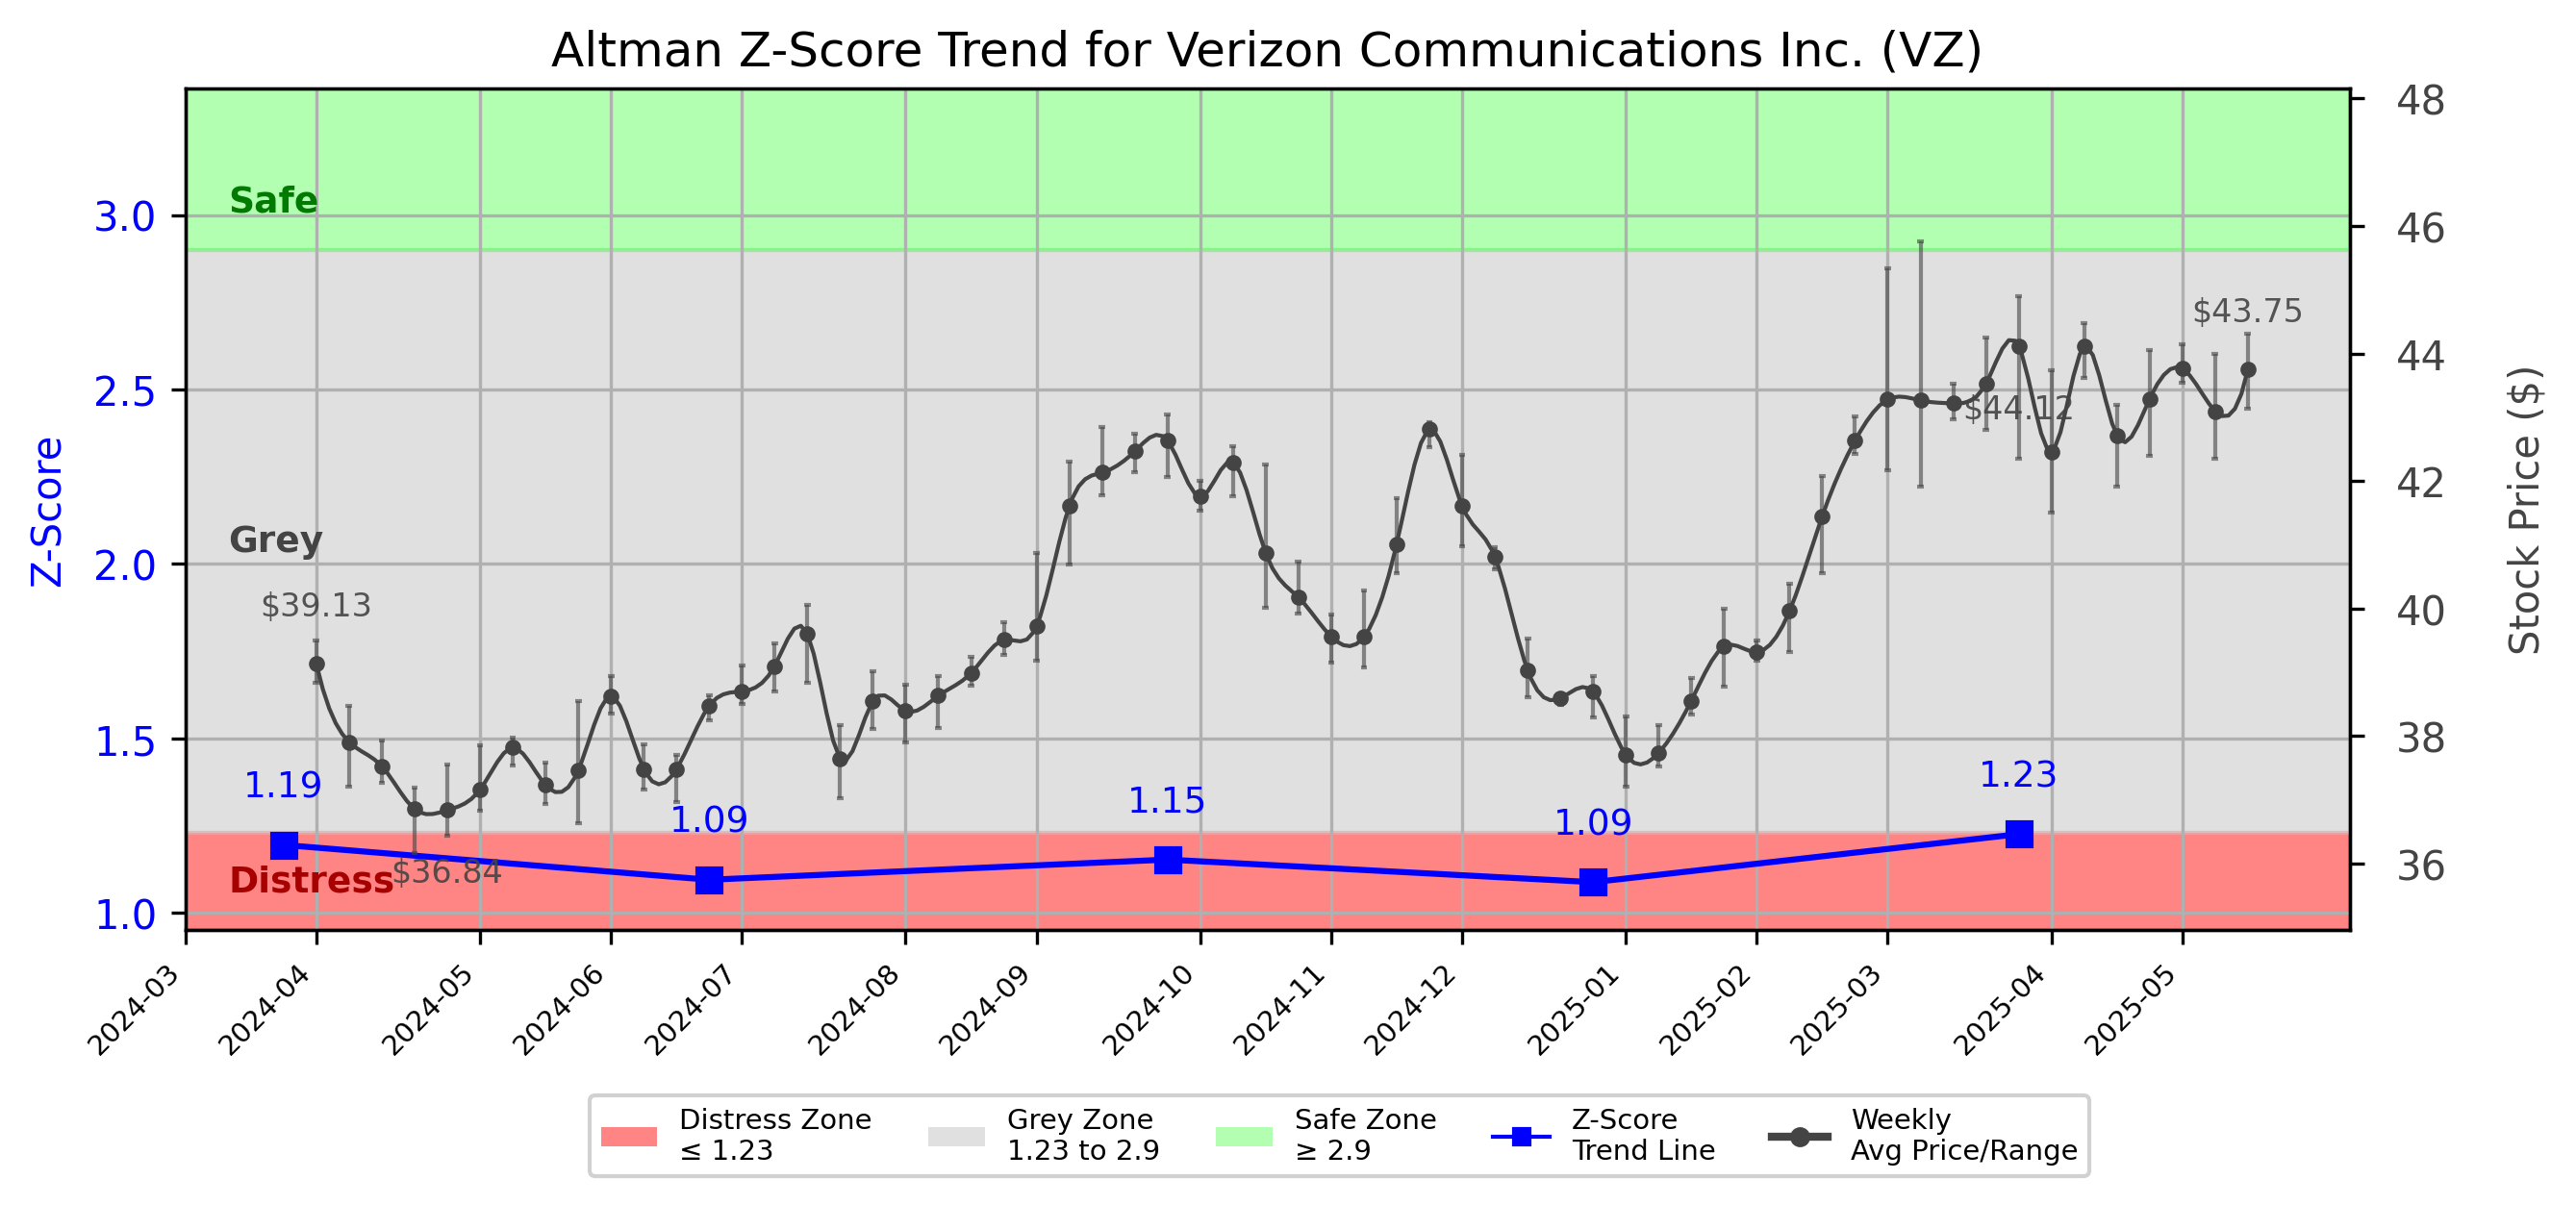 Altman Z-Score Trend for Verizon Communications Inc. (VZ)
Z-Score
3.0
2.5
2.0
1.5
1.0
Safe
Grey
Distress
$39.13
$36.84
$44.12
$43.75
1.19
1.09
1.15
1.09
1.23
48
46
44
42
40
38
36
Stock Price ($)
2024-03
2024-04
2024-05
2024-06
2024-07
2024-08
2024-09
2024-10
2024-11
2024-12
2025-01
2025-02
2025-03
2025-04
2025-05
Distress Zone
≤ 1.23
Grey Zone
1.23 to 2.9
Safe Zone
≥ 2.9
Z-Score
Trend Line
Weekly
Avg Price/Range